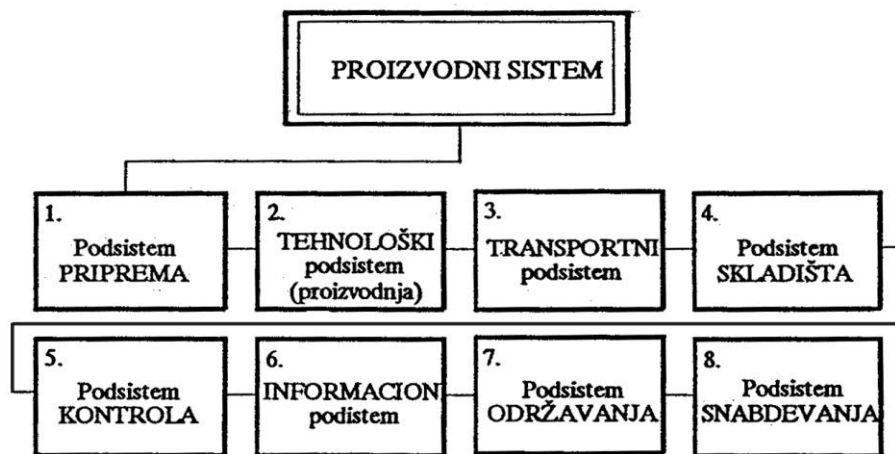 PROIZVODNI SISTEM
1.
Podsistem
PRIPREMA
2.
TEHNOLOŠKI
podsistem
(proizvodnja)
3.
TRANSPORTNI
podsistem
4.
Podsistem
SKLADIŠTA
5.
Podsistem
KONTROLA
6.
INFORMACIONI
podistem
7.
Podsistem
ODRŽAVANJA
8.
Podsistem
SNABDEVANJA